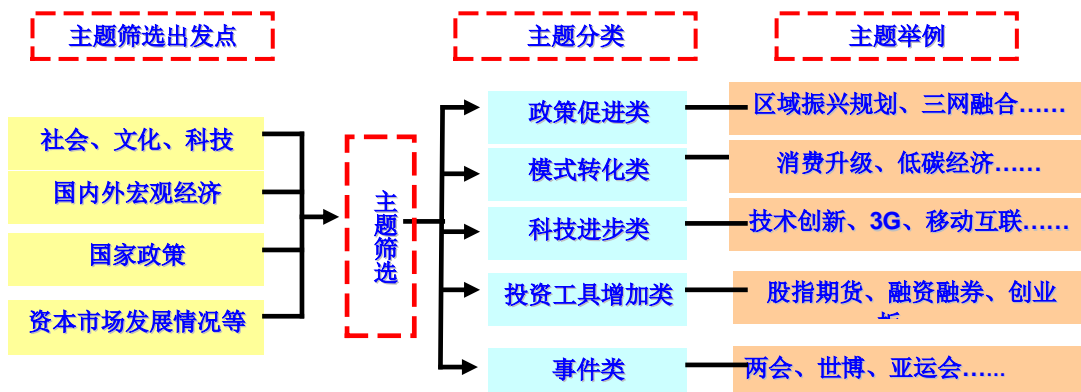 主题筛选出发点
主题分类
主题举例
社会、文化、科技
国内外宏观经济
国家政策
资本市场发展情况等
主题筛选
政策促进类
模式转化类
科技进步类
投资工具增加类
事件类
区域振兴规划、三网融合……
消费升级、低碳经济……
技术创新、3G、移动互联……
股指期货、融资融券、创业
两会、世博、亚运会……